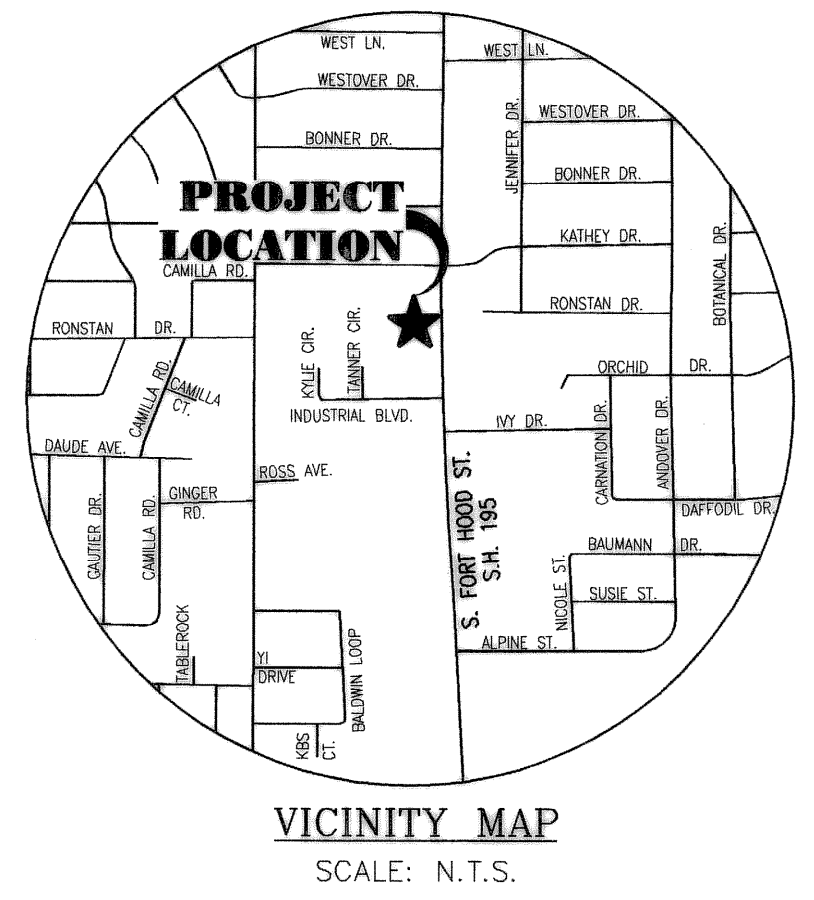 WEST LN.
WEST LN.
WESTOVER DR.
WESTOVER DR.
JENNIFER DR.
BONNER DR.
BONNER DR.
PROJECT
LOCATION
CAMILLA RD.
KATHEY DR.
BOTANICAL DR.
RONSTAN DR.
RONSTAN DR.
KYLIE CIR.
TANNER CIR.
CAMILLA RD.
CAMILLA
CT.
ORCHID DR.
INDUSTRIAL BLVD.
IVY DR.
CARNATION DR.
ANDOVER DR.
DAUDE AVE.
ROSS AVE.
GINGER
RD.
GAUTIER DR.
CAMILLA RD.
S. FORT HOOD ST.
S.H. 195
DAFFODIL DR.
BAUMANN DR.
NICOLE ST.
SUSIE ST.
ALPINE ST.
TABLEROCK
YI
DRIVE
BALDWIN LOOP
KBS
CT.
VICINITY MAP
SCALE: N.T.S.